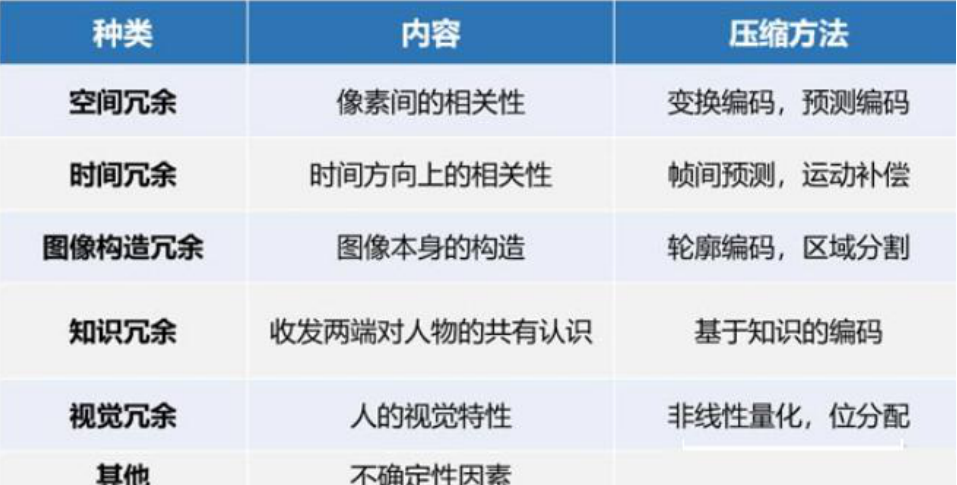 种类 内容 压缩方法
空间冗余 像素间的相关性 变换编码，预测编码
时间冗余 时间方向上的相关性 帧间预测，运动补偿
图像构造冗余 图像本身的构造 轮廓编码，区域分割
知识冗余 收发两端对人物的共有认识 基于知识的编码
视觉冗余 人的视觉特性 非线性量化，位分配
其他 不确定性因素